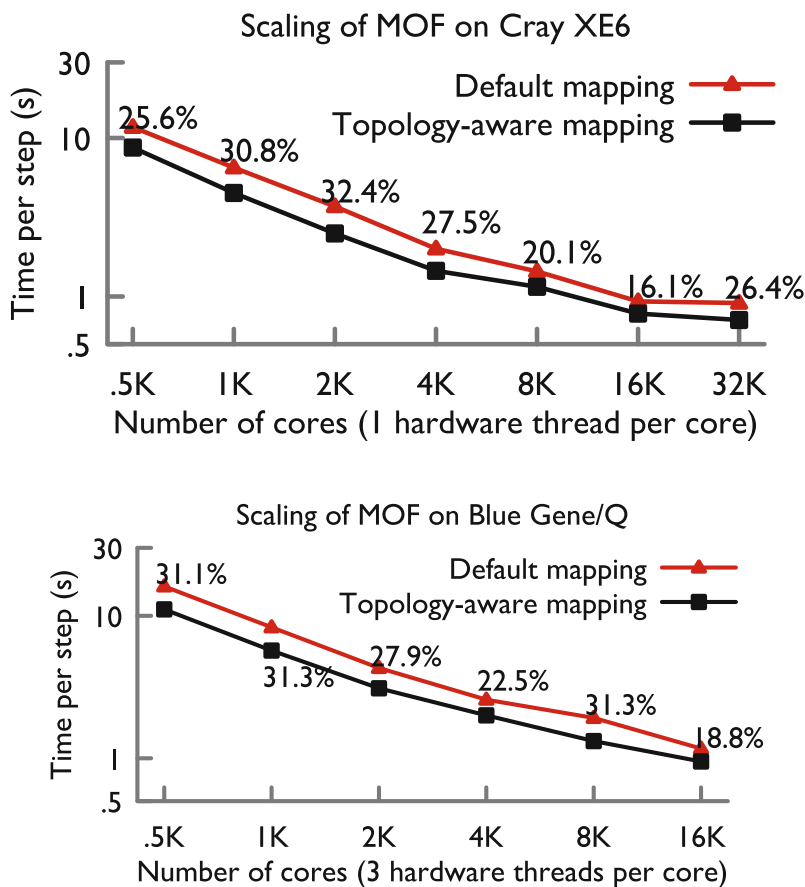 Scaling of MOF on Cray XE6
30
Default mapping
Topology-aware mapping
25.6%
10
30.8%
32.4%
27.5%
20.1%
16.1%
26.4%
1
.5
Time per step (s)
.5K 1K 2K 4K 8K 16K 32K
Number of cores (1 hardware thread per core)
Scaling of MOF on Blue Gene/Q
30
Default mapping
Topology-aware mapping
31.1%
10
31.3%
27.9%
22.5%
31.3%
18.8%
1
.5
Time per step (s)
.5K 1K 2K 4K 8K 16K
Number of cores (3 hardware threads per core)